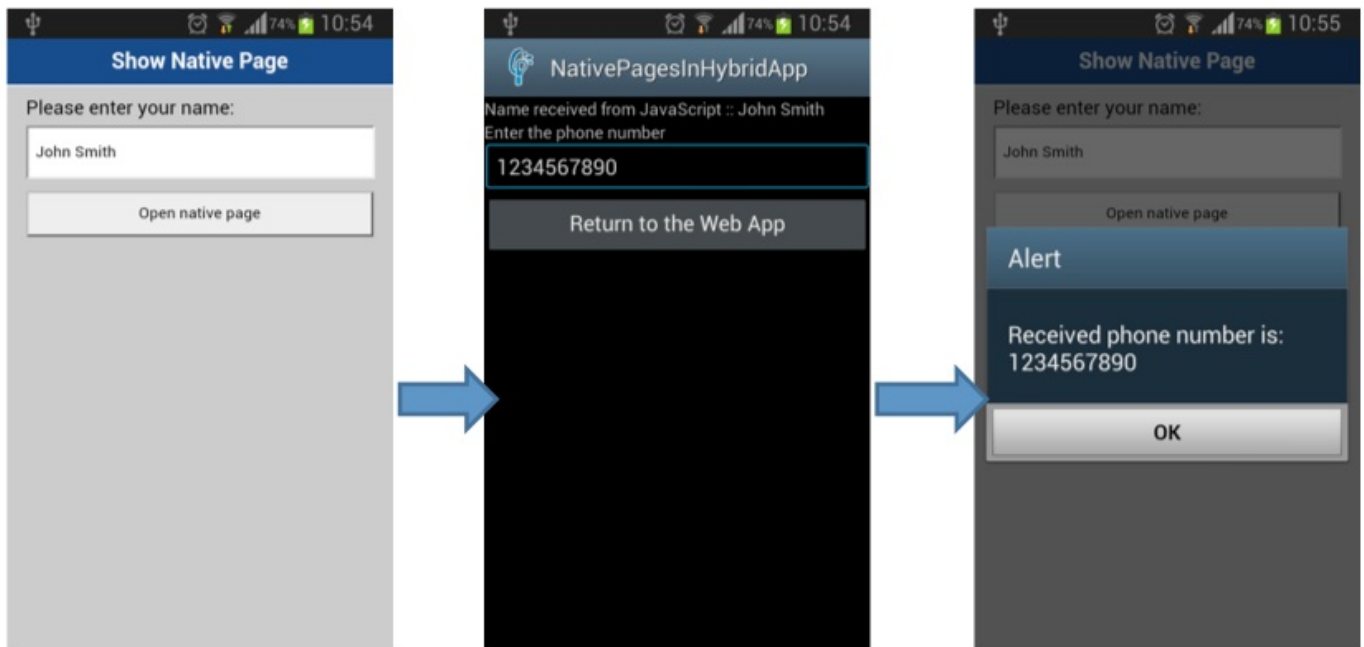 74% 10:54
Show Native Page
Please enter your name:
John Smith
Open native page
74% 10:54
NativePagesInHybridApp
Name received from JavaScript :: John Smith
Enter the phone number
1234567890
Return to the Web App
74% 10:55
Show Native Page
Please enter your name:
John Smith
Open native page
Alert
Received phone number is:
1234567890
OK